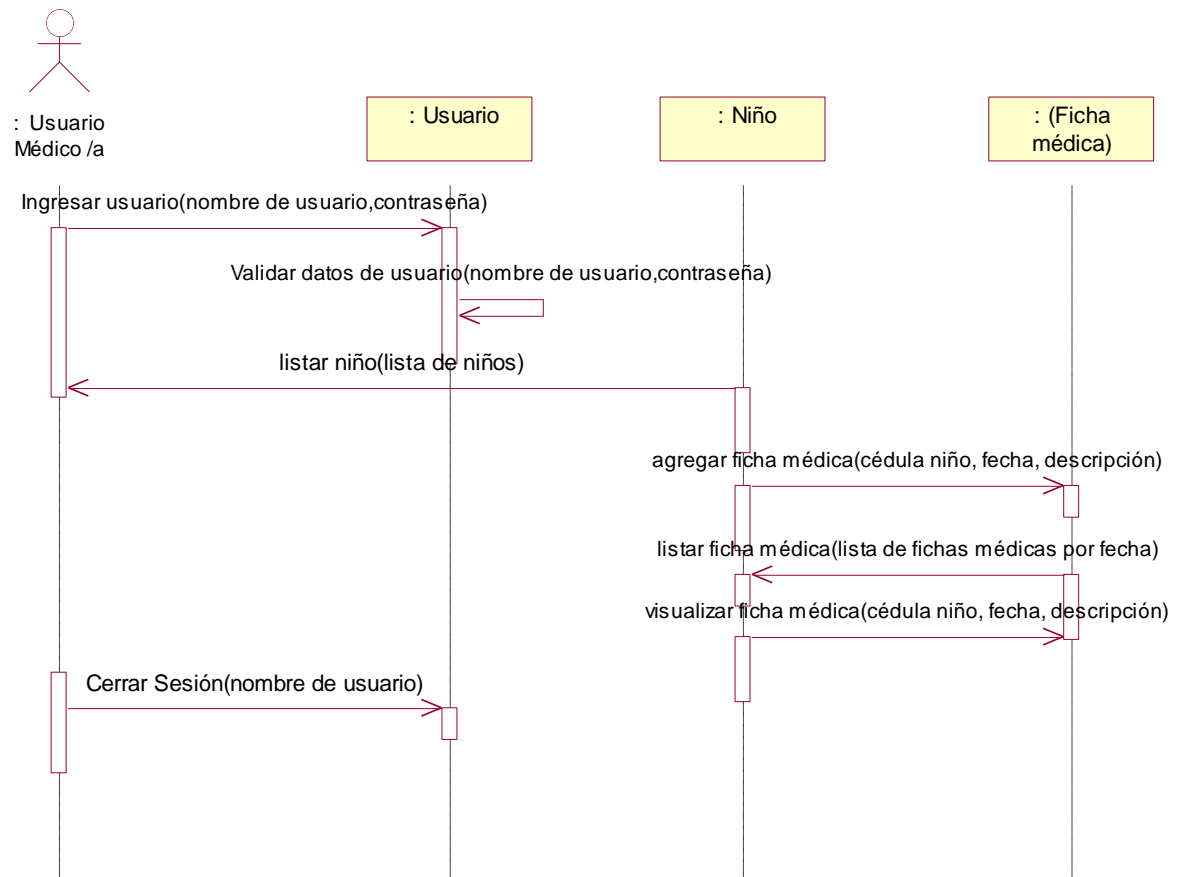 : Usuario
Médico /a
: Usuario
: Niño
: (Ficha
médica)
Ingresar usuario(nombre de usuario,contraseña)
Validar datos de usuario(nombre de usuario,contraseña)
listar niño(lista de niños)
agregar ficha médica(cédula niño, fecha, descripción)
listar ficha médica(lista de fichas médicas por fecha)
visualizar ficha médica(cédula niño, fecha, descripción)
Cerrar Sesión(nombre de usuario)